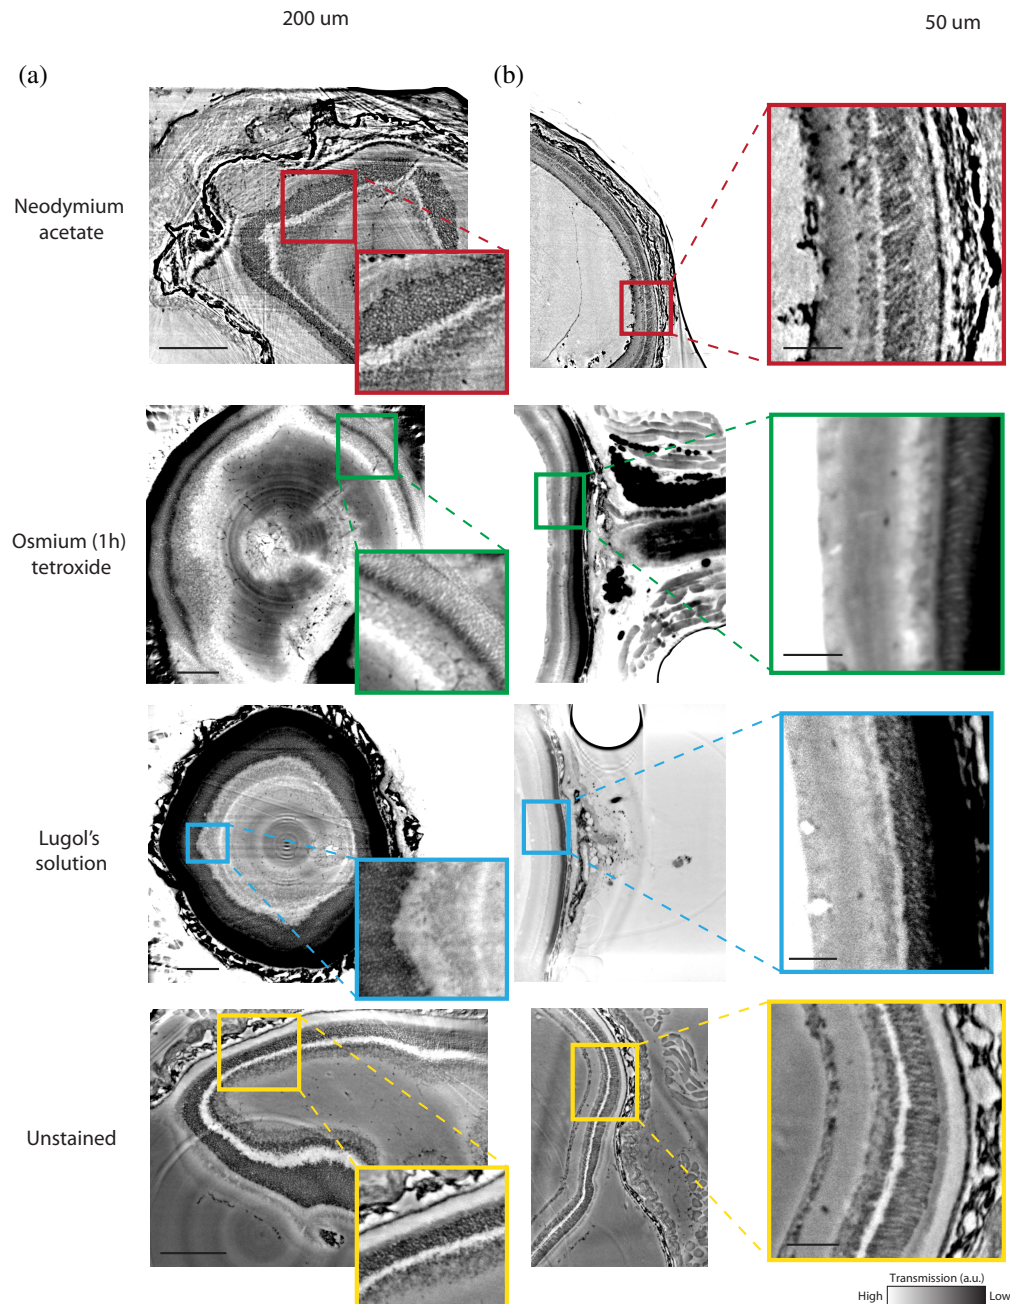 200 um
50 um
(a)
(b)
Neodymium
acetate
Osmium (1h)
tetroxide
Lugol's
solution
Unstained
Transmission (a.u.)
High
Low